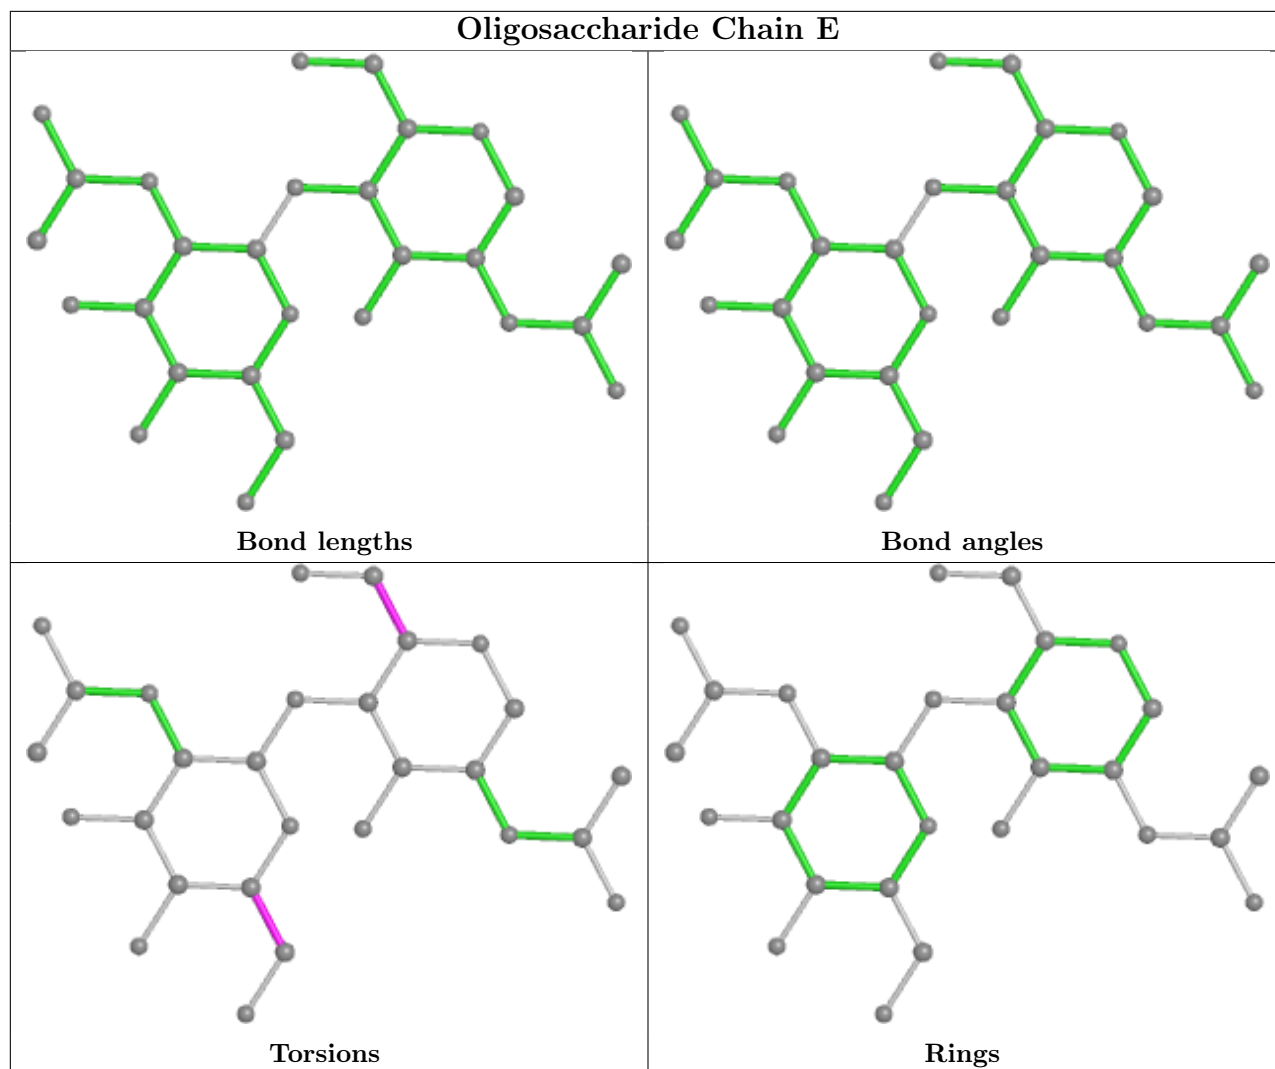 Oligosaccharide Chain E
Bond lengths
Bond angles
Torsions
Rings